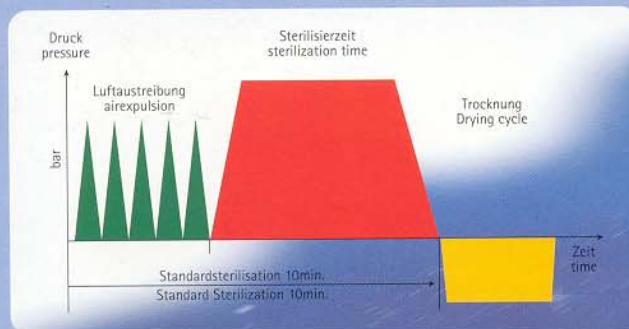 Druck
pressure
Sterilisierzeit
sterilization time
Luftaustreibung
airexpulsion
Trocknung
Drying cycle
bar
Zeit
time
Standardsterilisation 10min.
Standard Sterilization 10min.